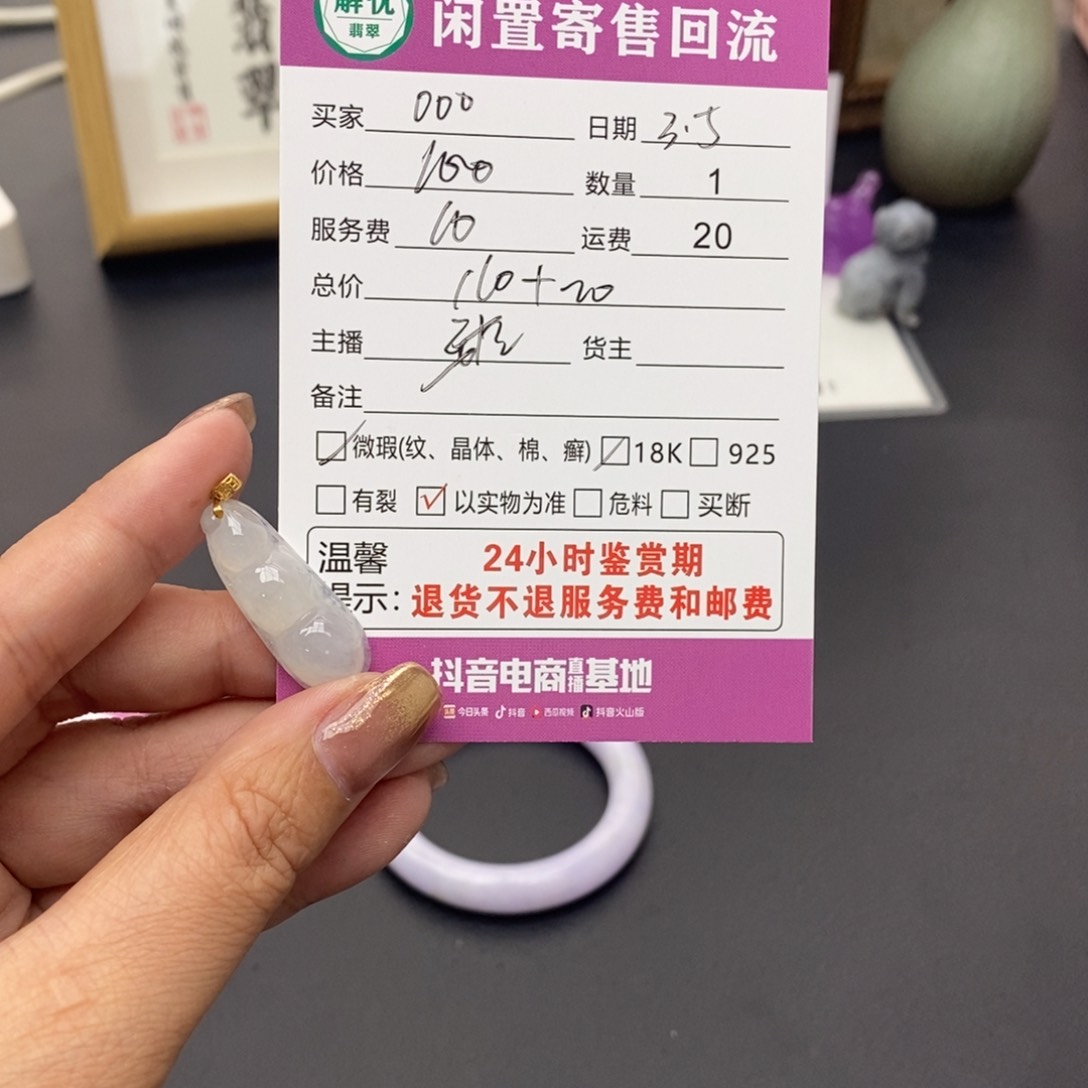 解忧
翡翠
闲置寄售回流
翡翠
买家 000 日期 3.5
价格 100 数量 1
服务费 10 运费 20
总价 110+20
主播 货主
备注
微瑕(纹、晶体、棉、癣) 18K 925
有裂 以实物为准 危料 买断
温馨 24小时鉴赏期
提示: 退货不退服务费和邮费
抖音电商直播基地
头条 今日头条 抖音 西瓜视频 抖音火山版